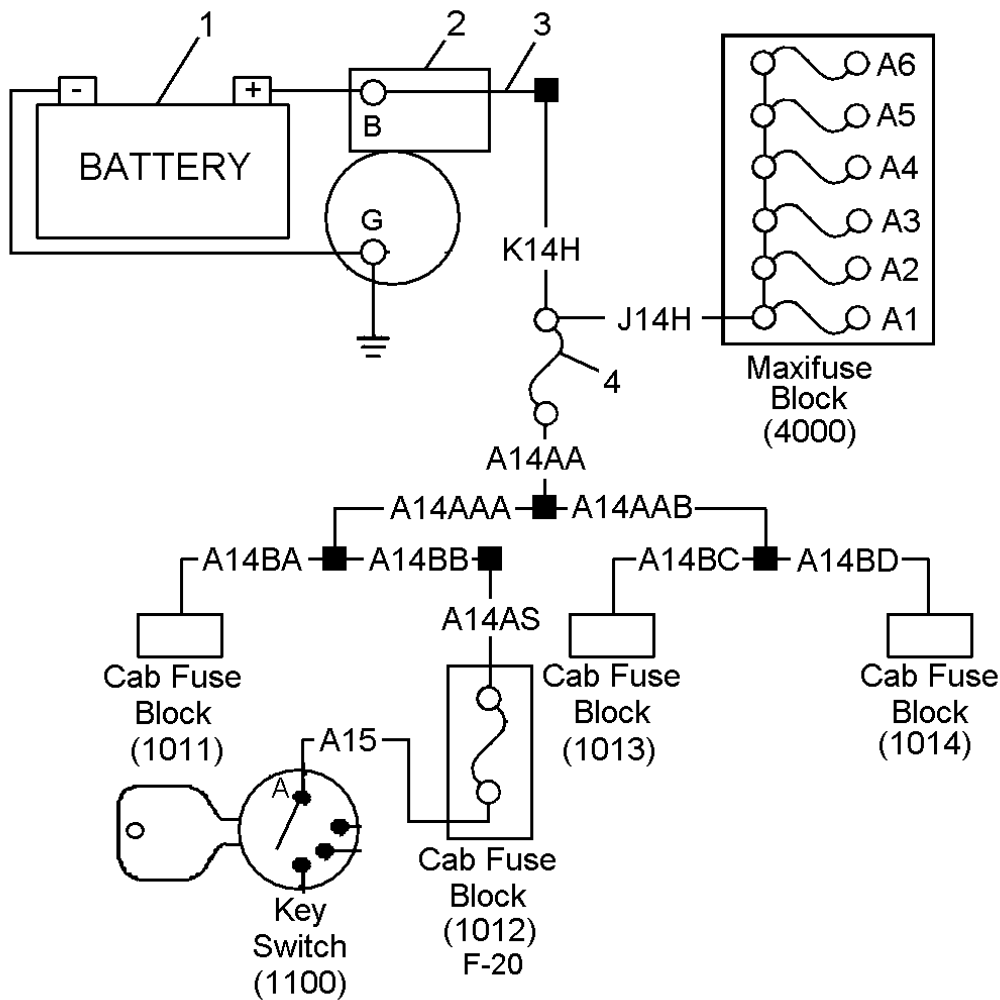 1
2
3
- +
BATTERY
B
G
K14H
J14H
4
A6
A5
A4
A3
A2
A1
Maxifuse
Block
(4000)
A14AA
A14AAA
A14AAB
A14BA
A14BB
A14BC
A14BD
A14AS
Cab Fuse
Block
(1011)
Cab Fuse
Block
(1013)
Cab Fuse
Block
(1014)
A15
A
Key
Switch
(1100)
Cab Fuse
Block
(1012)
F-20